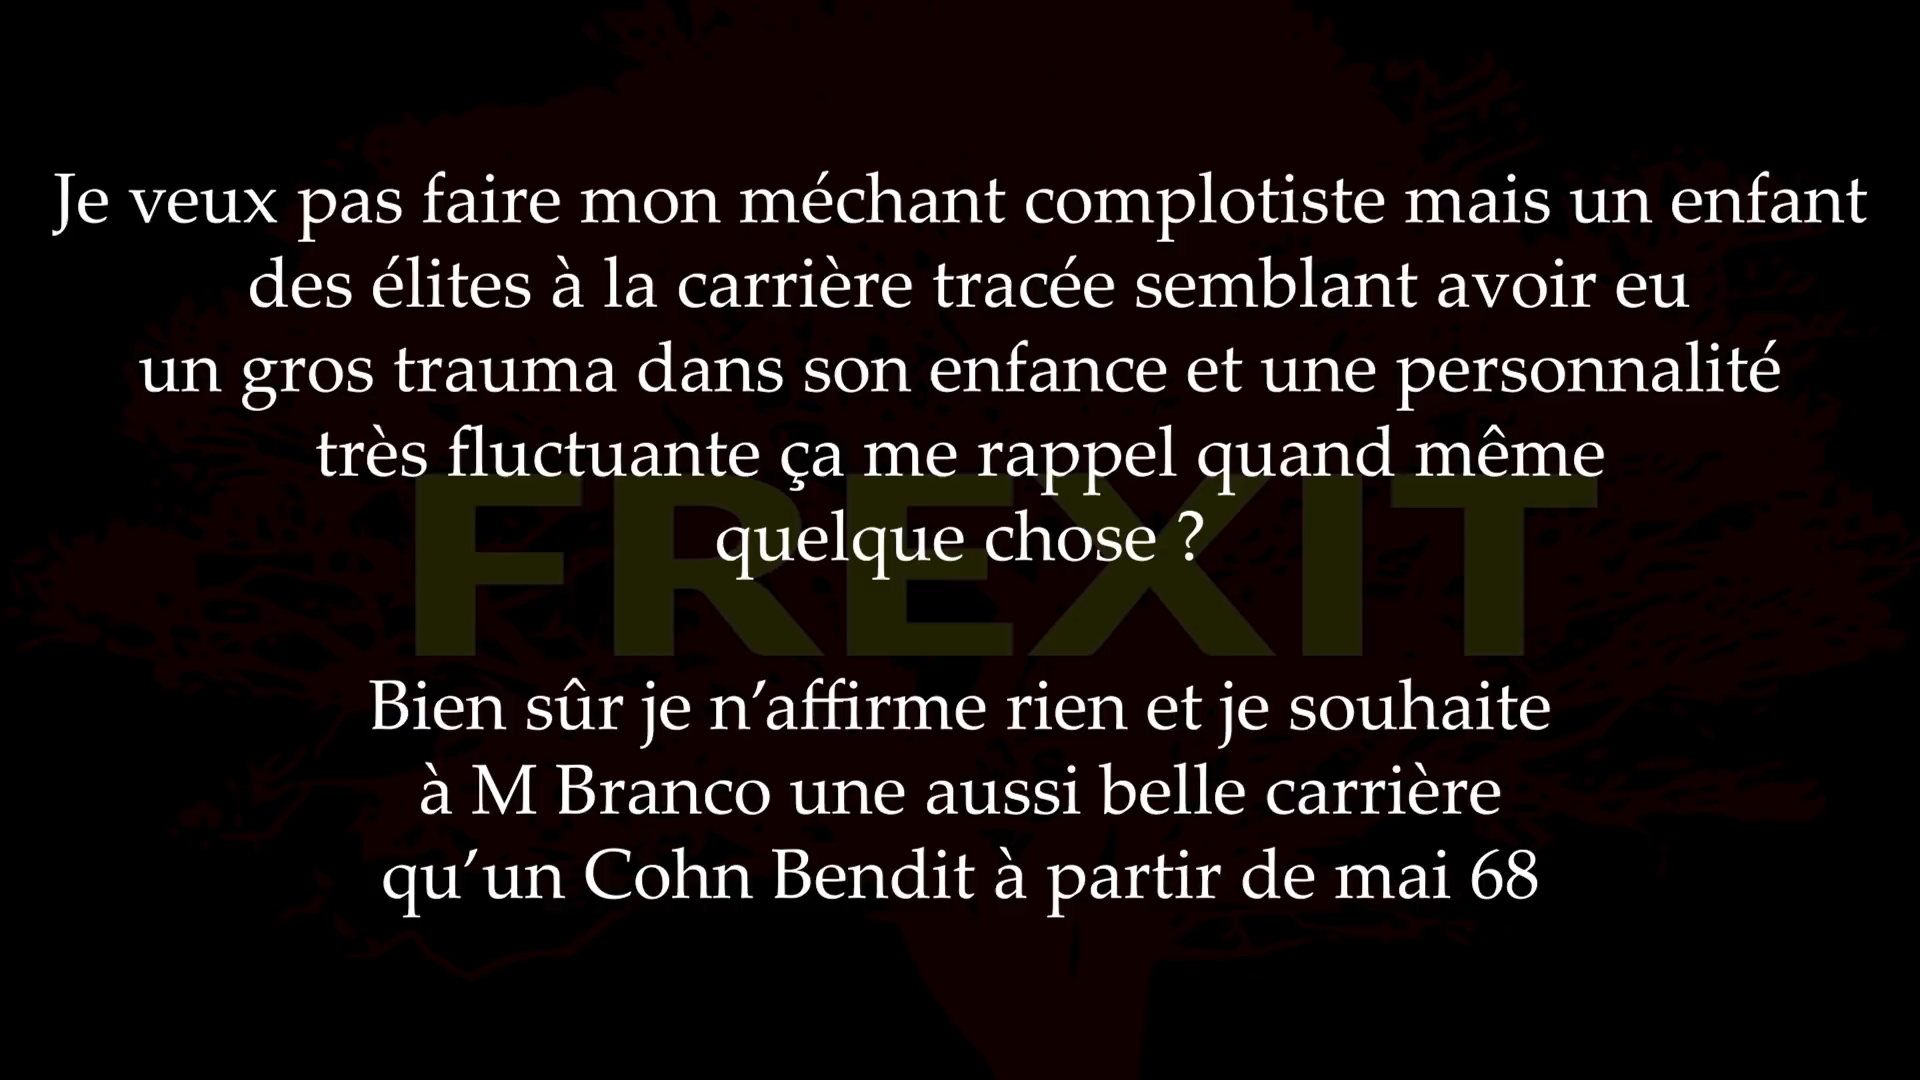 Je veux pas faire mon méchant complotiste mais un enfant
des élites à la carrière tracée semblant avoir eu
un gros trauma dans son enfance et une personnalité
très fluctuante ça me rappel quand même
quelque chose ?
FREXIT
Bien sûr je n’affirme rien et je souhaite
à M Branco une aussi belle carrière
qu’un Cohn Bendit à partir de mai 68